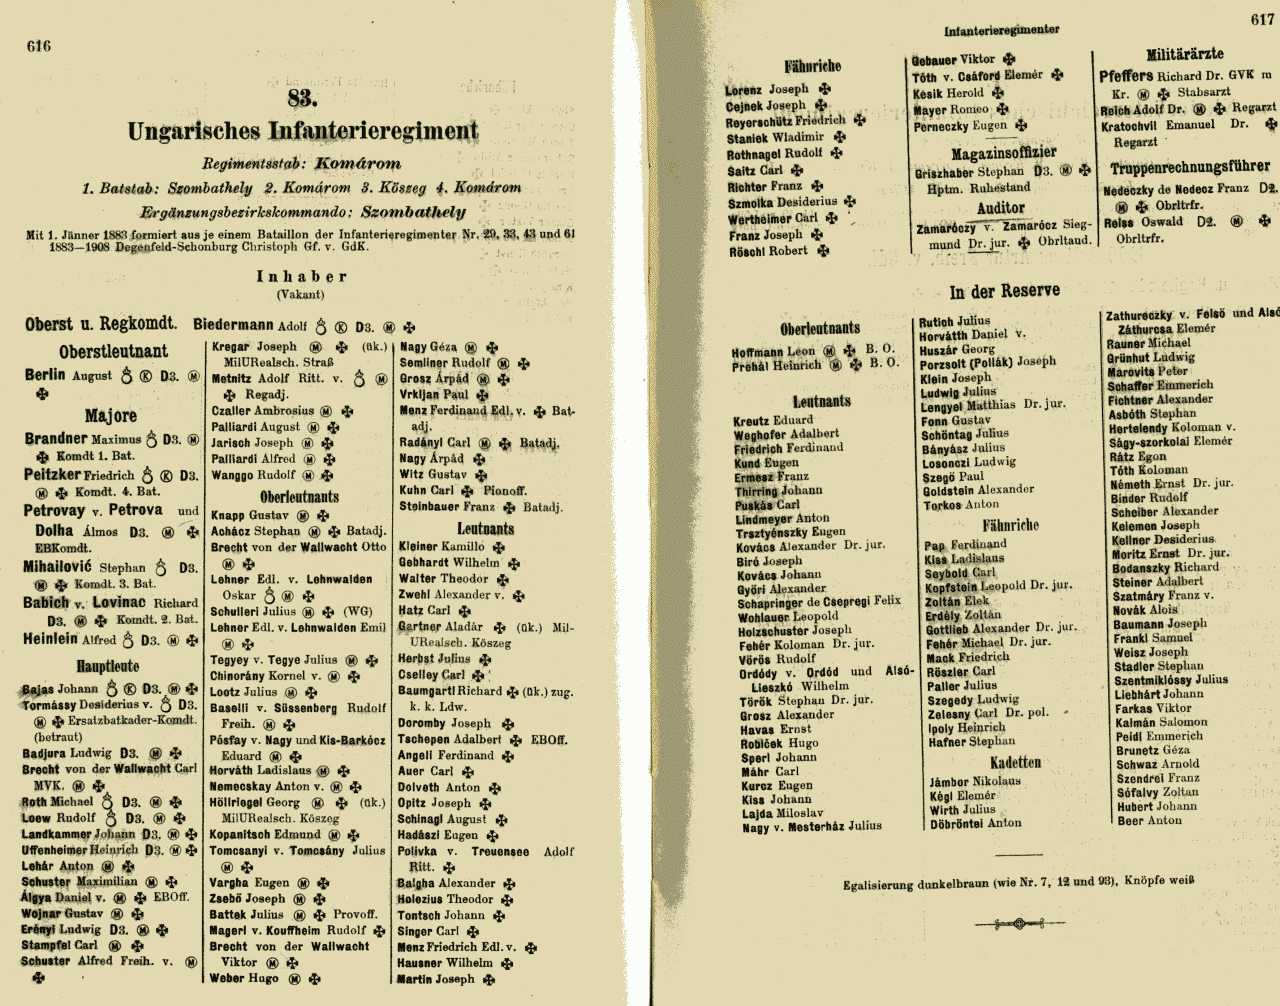 616
83.
Ungarisches Infanterieregiment
Regimentsstab: Komárom
1. Batstab: Szombathely 2. Komárom 3. Kőszeg 4. Komárom
Ergänzungsbezirkskommando: Szombathely
Mit 1. Jänner 1883 formiert aus je einem Bataillon der Infanterieregimenter Nr. 29, 33, 43 und 61
1883—1908 Degenfeld-Schonburg Christoph Gf. v. GdK.
Inhaber
(Vakant)
Oberst u. Regkomdt. Biedermann Adolf Ⓚ D3. Ⓜ ✠
Oberstleutnant
Berlin August Ⓚ D3. Ⓜ
✠
Majore
Brandner Maximus D3. Ⓜ
✠ Komdt 1. Bat.
Peitzker Friedrich Ⓚ D3.
Ⓜ ✠ Komdt. 4. Bat.
Petrovay v. Petrova und
Dolha Álmos D3. Ⓜ ✠
EBKomdt.
Mihailović Stephan D3.
Ⓜ ✠ Komdt. 3. Bat.
Babich v. Lovinac Richard
D3. Ⓜ ✠ Komdt. 2. Bat.
Heinlein Alfred D3. Ⓜ ✠
Hauptleute
Bajas Johann Ⓚ D3. Ⓜ ✠
Tormássy Desiderius v. D3.
Ⓜ ✠ Ersatzbatkader-Komdt.
(betraut)
Badjura Ludwig D3. Ⓜ ✠
Brecht von der Wallwacht Carl
MVK. Ⓜ ✠
Roth Michael D3. Ⓜ ✠
Loew Rudolf D3. Ⓜ ✠
Landkammer Johann D3. Ⓜ ✠
Uffenheimer Heinrich D3. Ⓜ ✠
Lehár Anton Ⓜ ✠
Schuster Maximilian Ⓜ ✠
Álgya Daniel v. Ⓜ ✠ EBOff.
Wojnar Gustav Ⓜ ✠
Erényi Ludwig D3. Ⓜ ✠
Stampfel Carl Ⓜ ✠
Schuster Alfred Freih. v. Ⓜ
✠
Kregar Joseph Ⓜ ✠ (ük.)
MilURealsch. Straß
Metnitz Adolf Ritt. v. Ⓜ
✠ Regadj.
Czaller Ambrosius Ⓜ ✠
Palliardi August Ⓜ ✠
Jarisch Joseph Ⓜ ✠
Palliardi Alfred Ⓜ ✠
Wanggo Rudolf Ⓜ ✠
Oberleutnants
Knapp Gustav Ⓜ ✠
Achácz Stephan Ⓜ ✠ Batadj.
Brecht von der Wallwacht Otto
Ⓜ ✠
Lehner Edl. v. Lehnwalden
Oskar Ⓜ ✠
Schulleri Julius Ⓜ ✠ (WG)
Lehner Edl. v. Lehnwalden Emil
Ⓜ ✠
Tegyey v. Tegye Julius Ⓜ ✠
Chinorány Kornel v. Ⓜ ✠
Lootz Julius Ⓜ ✠
Baselli v. Süssenberg Rudolf
Freih. Ⓜ ✠
Pósfay v. Nagy und Kis-Barkócz
Eduard Ⓜ ✠
Horváth Ladislaus Ⓜ ✠
Nemecskay Anton v. Ⓜ ✠
Höllriegel Georg Ⓜ ✠ (ük.)
MilURealsch. Kőszeg
Kopanitsch Edmund Ⓜ ✠
Tomcsanyi v. Tomcsány Julius
Ⓜ ✠
Vargha Eugen Ⓜ ✠
Zsebő Joseph Ⓜ ✠
Battek Julius Ⓜ ✠ Provoff.
Magerl v. Kouffheim Rudolf ✠
Brecht von der Wallwacht
Viktor Ⓜ ✠
Weber Hugo Ⓜ ✠
Nagy Géza Ⓜ ✠
Semliner Rudolf Ⓜ ✠
Grosz Árpád Ⓜ ✠
Vrkljan Paul ✠
Menz Ferdinand Edl. v. ✠ Bat-
adj.
Radányi Carl Ⓜ ✠ Batadj.
Nagy Árpád ✠
Witz Gustav ✠
Kuhn Carl ✠ Pionoff.
Steinbauer Franz ✠ Batadj.
Leutnants
Kleiner Kamillo ✠
Gebhardt Wilhelm ✠
Walter Theodor ✠
Zwehl Alexander v. ✠
Hatz Carl ✠
Gartner Aladár ✠ (ük.) Mil-
URealsch. Kőszeg
Herbst Julius ✠
Cselley Carl ✠
Baumgartl Richard ✠ (ük.) zug.
k. k. Ldw.
Doromby Joseph ✠
Tschepen Adalbert ✠ EBOff.
Angeli Ferdinand ✠
Auer Carl ✠
Dolveth Anton ✠
Opitz Joseph ✠
Schinagl August ✠
Hadászi Eugen ✠
Polivka v. Treuensee Adolf
Ritt. ✠
Balgha Alexander ✠
Holezius Theodor ✠
Tontsch Johann ✠
Singer Carl ✠
Menz Friedrich Edl. v. ✠
Hausner Wilhelm ✠
Martin Joseph ✠
Infanterieregimenter
617
Fähnriche
Lorenz Joseph ✠
Cejnek Joseph ✠
Reyerschütz Friedrich ✠
Staniek Wladimir ✠
Rothnagel Rudolf ✠
Saitz Carl ✠
Richter Franz ✠
Szmolka Desiderius ✠
Wertheimer Carl ✠
Franz Joseph ✠
Röschl Robert ✠
Gebauer Viktor ✠
Tóth v. Csáford Elemér ✠
Kesik Herold ✠
Mayer Romeo ✠
Perneczky Eugen ✠
Magazinsoffizier
Griszhaber Stephan D3. Ⓜ ✠
Hptm. Ruhestand
Auditor
Zamaróczy v. Zamarócz Sieg-
mund Dr. jur. ✠ Obrltaud.
Militärärzte
Pfeffers Richard Dr. GVK m
Kr. Ⓜ ✠ Stabsarzt
Reich Adolf Dr. Ⓜ ✠ Regarzt
Kratochvil Emanuel Dr. ✠
Regarzt
Truppenrechnungsführer
Nedeczky de Nedecz Franz D2.
Ⓜ ✠ Obrltrfr.
Reiss Oswald D2. Ⓜ ✠
Obrltrfr.
In der Reserve
Oberleutnants
Hoffmann Leon Ⓜ ✠ B. O.
Prehál Heinrich Ⓜ ✠ B. O.
Leutnants
Kreutz Eduard
Weghofer Adalbert
Friedrich Ferdinand
Kund Eugen
Ermesz Franz
Thirring Johann
Puskás Carl
Lindmeyer Anton
Trsztyénszky Eugen
Kovács Alexander Dr. jur.
Biró Joseph
Kovács Johann
Győri Alexander
Schapringer de Csepregi Felix
Wohlauer Leopold
Holzschuster Joseph
Fehér Koloman Dr. jur.
Vörös Rudolf
Ordódy v. Ordód und Alsó-
Lieszkó Wilhelm
Török Stephan Dr. jur.
Grosz Alexander
Havas Ernst
Robiček Hugo
Sperl Johann
Máhr Carl
Kurcz Eugen
Kiss Johann
Lajda Miloslav
Nagy v. Mesterház Julius
Rutich Julius
Horvátth Daniel v.
Huszár Georg
Porzsolt (Pollák) Joseph
Klein Joseph
Ludwig Julius
Lengyel Matthias Dr. jur.
Fonn Gustav
Schöntag Julius
Bányász Julius
Losonczi Ludwig
Szegő Paul
Goldstein Alexander
Torkos Anton
Fähnriche
Pap Ferdinand
Kiss Ladislaus
Seybold Carl
Kopfstein Leopold Dr. jur.
Zoltán Elek
Erdély Zoltán
Gottlieb Alexander Dr. jur.
Fehér Michael Dr. jur.
Mack Friedrich
Röszler Carl
Paller Julius
Szegedy Ludwig
Zelesny Carl Dr. pol.
Ipoly Heinrich
Hafner Stephan
Kadetten
Jámbor Nikolaus
Kégl Elemér
Wirth Julius
Döbröntei Anton
Zathureczky v. Felső und Alsó
Záthurcsa Elemér
Rauner Michael
Grünhut Ludwig
Marovits Peter
Schaffer Emmerich
Fichtner Alexander
Asbóth Stephan
Hertelendy Koloman v.
Ságy-szorkolai Elemér
Rátz Egon
Tóth Koloman
Németh Ernst Dr. jur.
Binder Rudolf
Scheiber Alexander
Kelemen Joseph
Kellner Desiderius
Moritz Ernst Dr. jur.
Bodanszky Richard
Steiner Adalbert
Szatmáry Franz v.
Novák Alois
Baumann Joseph
Frankl Samuel
Weisz Joseph
Stadler Stephan
Szentmiklóssy Julius
Liebhárt Johann
Farkas Viktor
Kalmán Salomon
Peidl Emmerich
Brunetz Géza
Schwaz Arnold
Szendrei Franz
Sófalvy Zoltan
Hubert Johann
Beer Anton
Egalisierung dunkelbraun (wie Nr. 7, 12 und 93), Knöpfe weiß